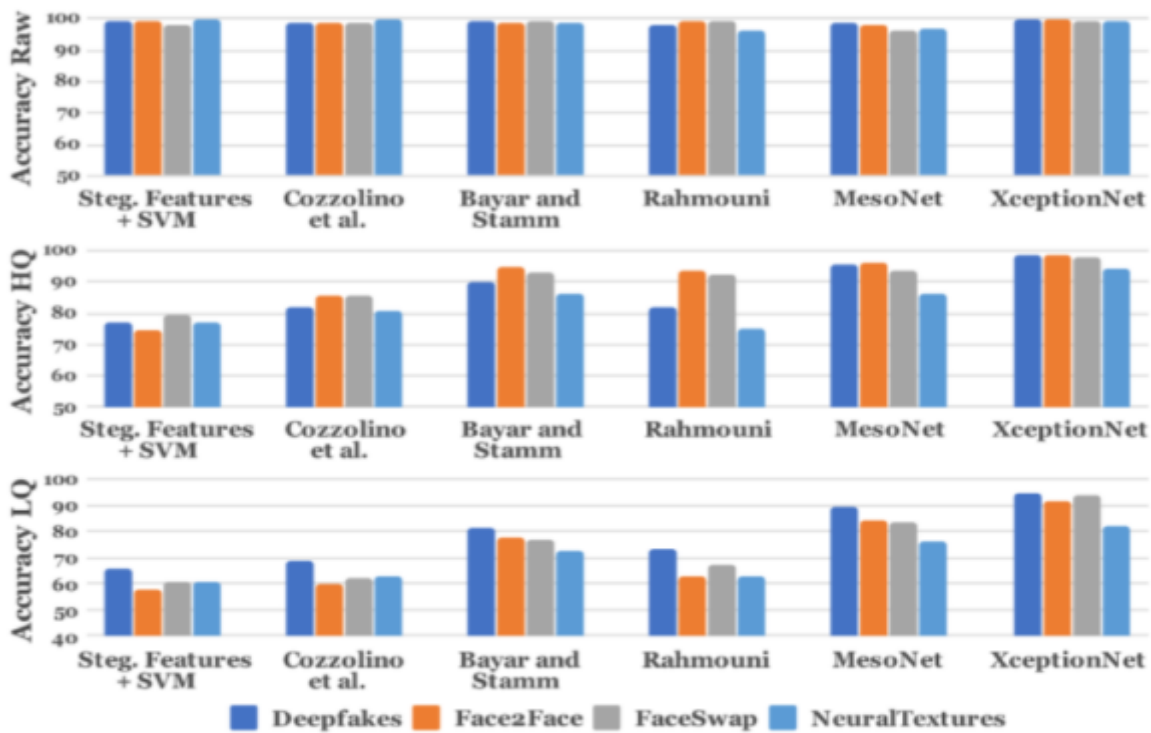 Accuracy Raw
100
90
80
70
60
50
Steg. Features + SVM
Cozzolino et al.
Bayar and Stamm
Rahmouni
MesoNet
XceptionNet
Accuracy HQ
100
90
80
70
60
50
Steg. Features + SVM
Cozzolino et al.
Bayar and Stamm
Rahmouni
MesoNet
XceptionNet
Accuracy LQ
100
90
80
70
60
50
40
Steg. Features + SVM
Cozzolino et al.
Bayar and Stamm
Rahmouni
MesoNet
XceptionNet
Deepfakes Face2Face FaceSwap NeuralTextures